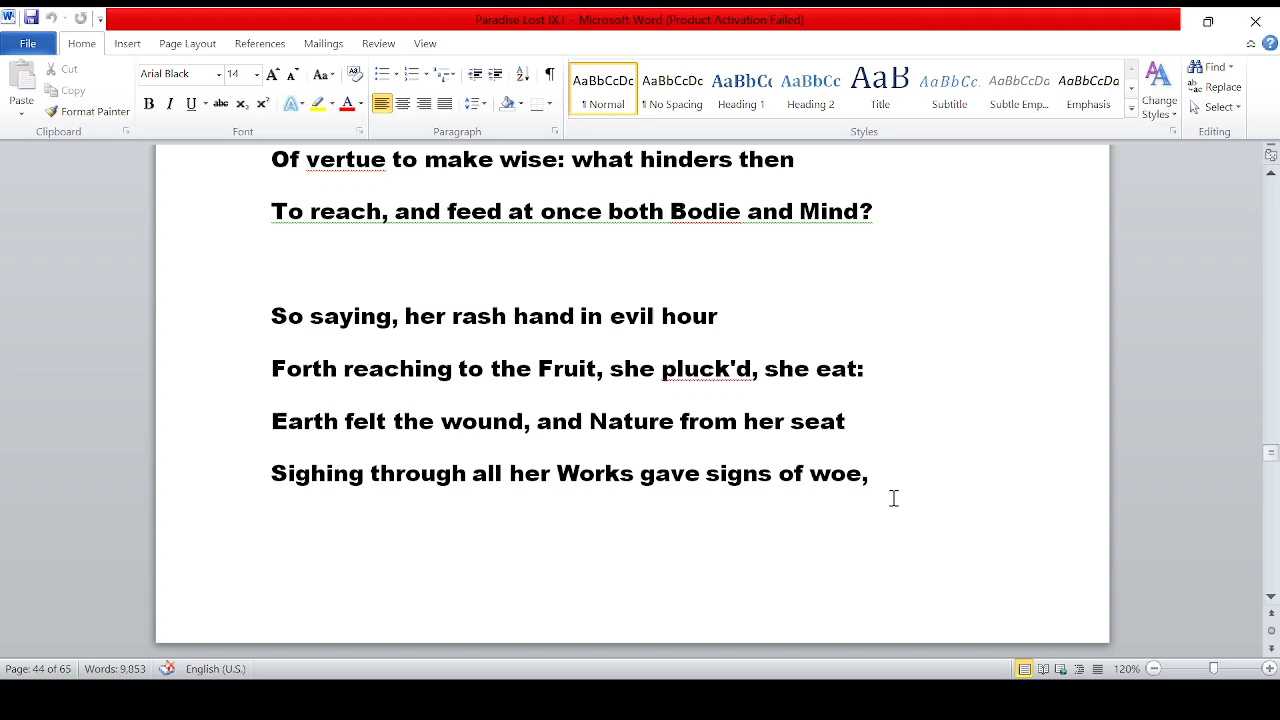 Paradise Lost IX.I - Microsoft Word (Product Activation Failed)
File Home Insert Page Layout References Mailings Review View
Paste Cut Copy Format Painter Clipboard
Arial Black 14 Font
Paragraph
AaBbCcDc ¶ Normal
AaBbCcDc ¶ No Spacing
AaBbCc Heading 1
AaBbCc Heading 2
AaB Title
AaBbCc. Subtitle
AaBbCcDc Subtle Emp...
AaBbCcDc Emphasis
Change Styles
Styles
Find
Replace
Select
Editing
Of vertue to make wise: what hinders then
To reach, and feed at once both Bodie and Mind?
So saying, her rash hand in evil hour
Forth reaching to the Fruit, she pluck'd, she eat:
Earth felt the wound, and Nature from her seat
Sighing through all her Works gave signs of woe,
Page: 44 of 65 Words: 9,853 English (U.S.) 120%